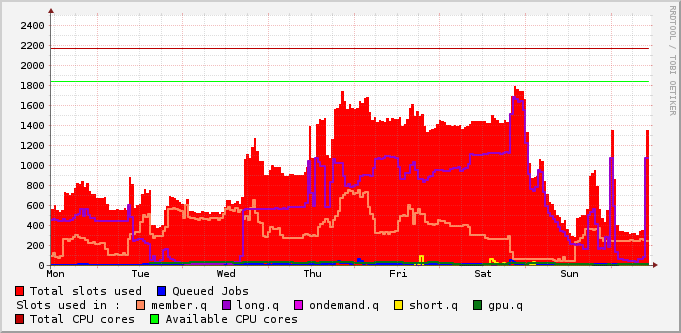 2400
2200
2000
1800
1600
1400
1200
1000
800
600
400
200
0
Mon Tue Wed Thu Fri Sat Sun
RRDTOOL / TOBI OETIKER
Total slots used Queued Jobs
Slots used in : member.q long.q ondemand.q short.q gpu.q
Total CPU cores Available CPU cores